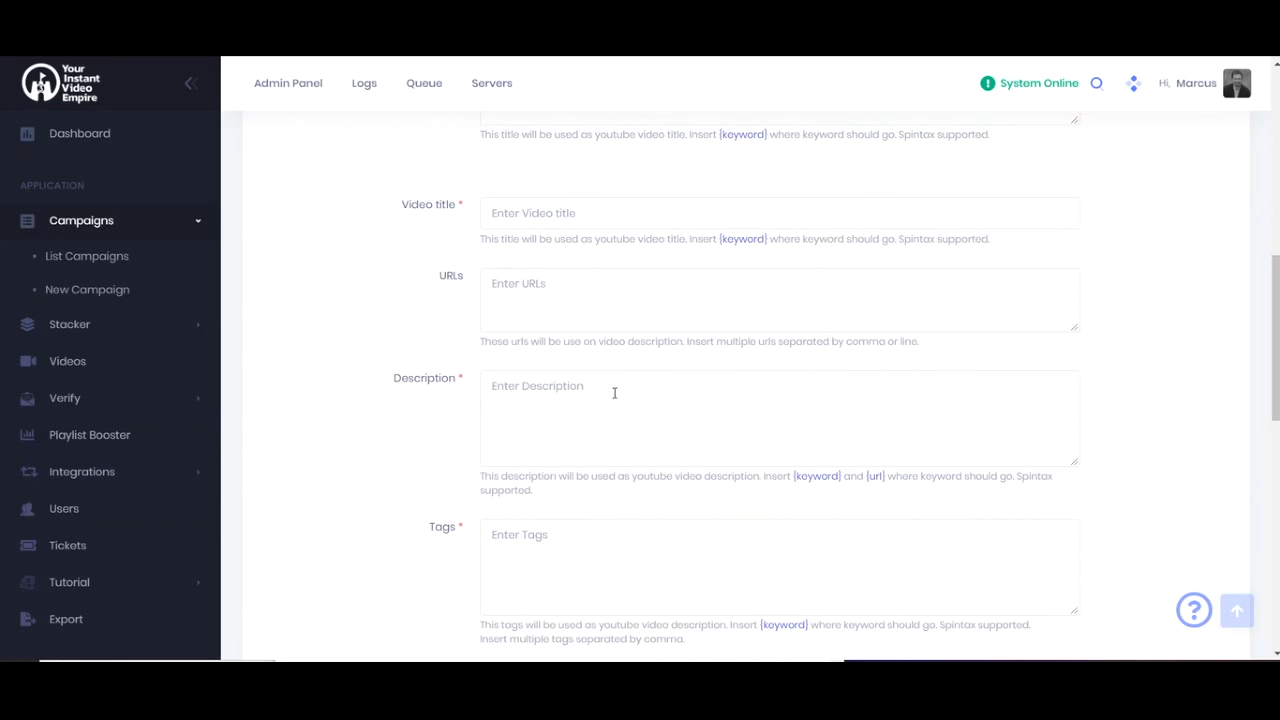 Your
Instant
Video
Empire
Admin Panel
Logs
Queue
Servers
System Online
Hi, Marcus
Dashboard
APPLICATION
Campaigns
List Campaigns
New Campaign
Stacker
Videos
Verify
Playlist Booster
Integrations
Users
Tickets
Tutorial
Export
This title will be used as youtube video title. Insert {keyword} where keyword should go. Spintax supported.
Video title *
Enter Video title
This title will be used as youtube video title. Insert {keyword} where keyword should go. Spintax supported.
URLs
Enter URLs
These urls will be use on video description. Insert multiple urls separated by comma or line.
Description *
Enter Description
This description will be used as youtube video description. Insert {keyword} and {url} where keyword should go. Spintax
supported.
Tags *
Enter Tags
This tags will be used as youtube video description. Insert {keyword} where keyword should go. Spintax supported.
Insert multiple tags separated by comma.